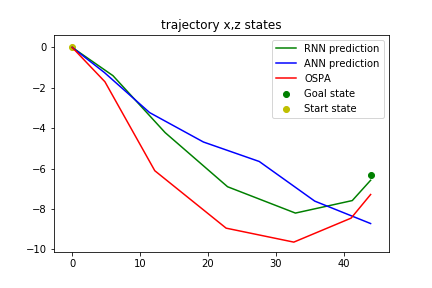 trajectory x,z states
RNN prediction
ANN prediction
OSPA
Goal state
Start state
0
−2
−4
−6
−8
−10
0
10
20
30
40